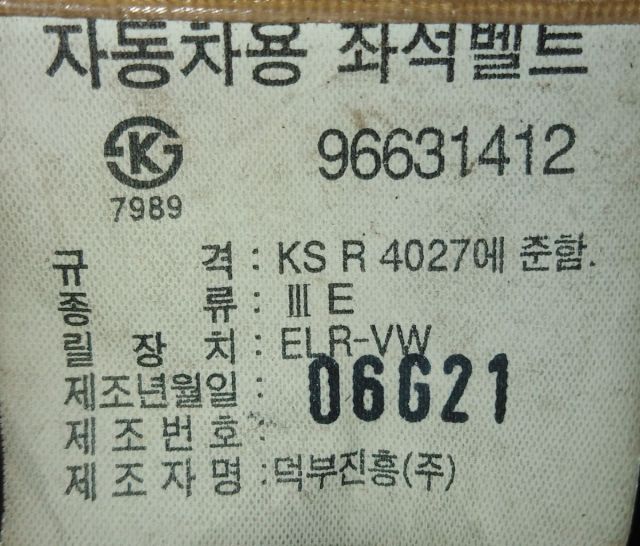 자동차용 좌석벨트
96631412
7989
규 격 : KS R 4027에 준함.
종 류 : Ⅲ E
릴 장 치 : ELR-VW
제조년월일 : 06G21
제 조 번 호 :
제 조 자 명 : 덕부진흥(주)